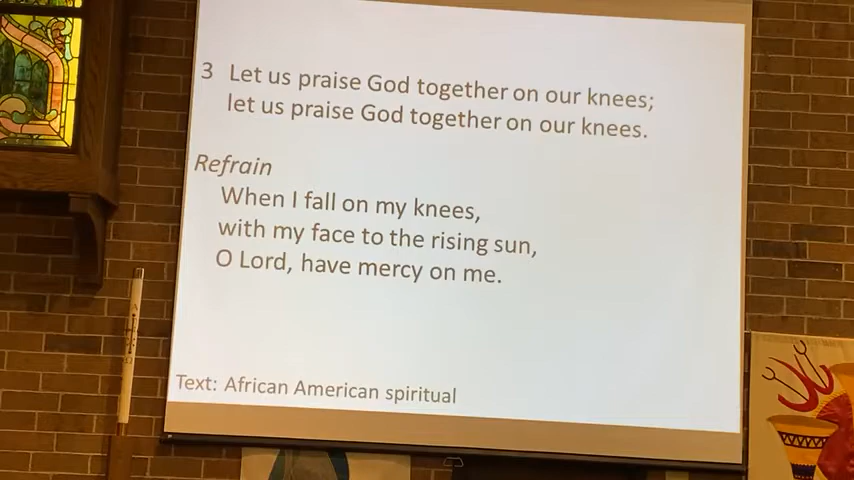 3 Let us praise God together on our knees;
let us praise God together on our knees.
Refrain
When I fall on my knees,
with my face to the rising sun,
O Lord, have mercy on me.
Text: African American spiritual